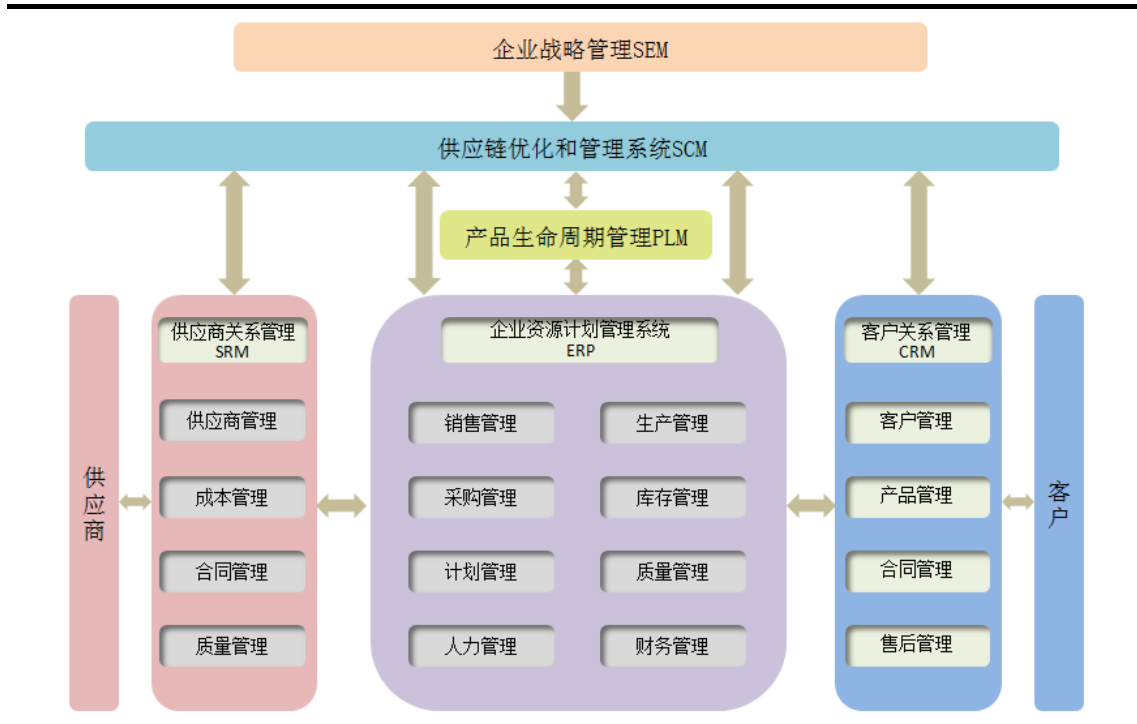 企业战略管理SEM
供应链优化和管理系统SCM
产品生命周期管理PLM
供应商
供应商关系管理
SRM
供应商管理
成本管理
合同管理
质量管理
企业资源计划管理系统
ERP
销售管理
生产管理
采购管理
库存管理
计划管理
质量管理
人力管理
财务管理
客户关系管理
CRM
客户管理
产品管理
合同管理
售后管理
客户